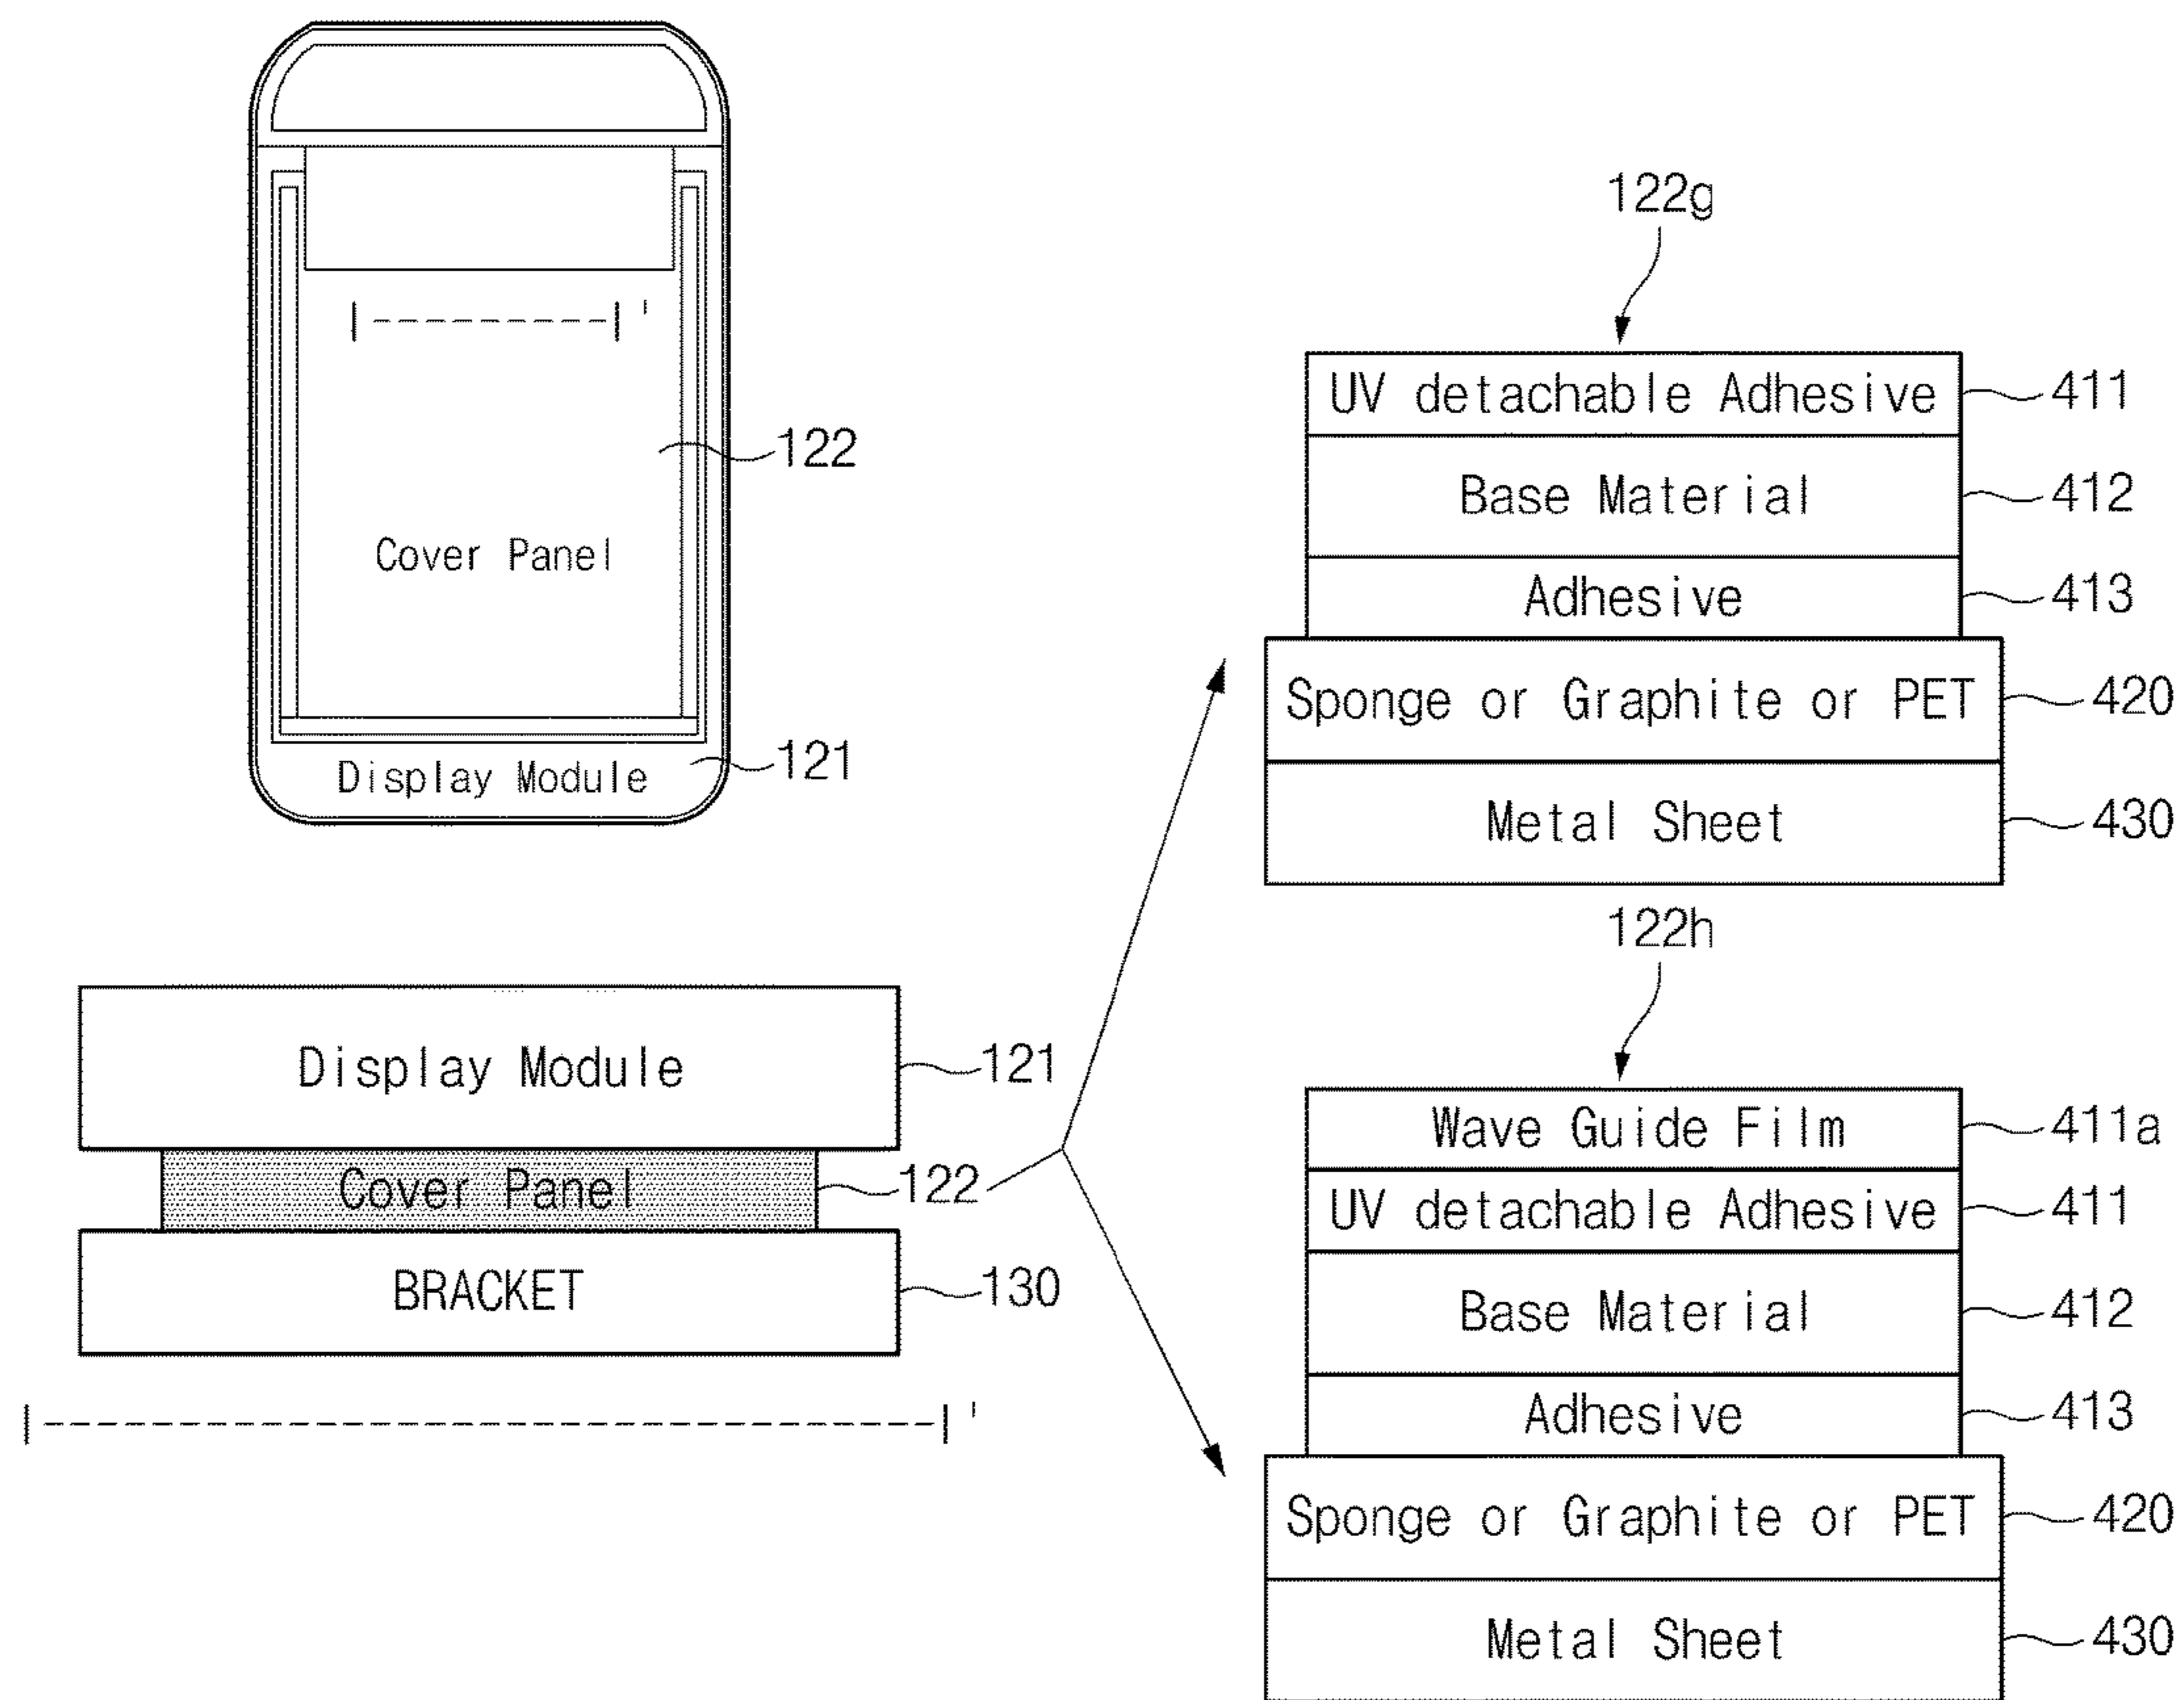 I I'
122
Cover Panel
121
Display Module
Display Module
121
Cover Panel
122
BRACKET
130
I I'
122g
UV detachable Adhesive
411
Base Material
412
Adhesive
413
Sponge or Graphite or PET
420
Metal Sheet
430
122h
Wave Guide Film
411a
UV detachable Adhesive
411
Base Material
412
Adhesive
413
Sponge or Graphite or PET
420
Metal Sheet
430